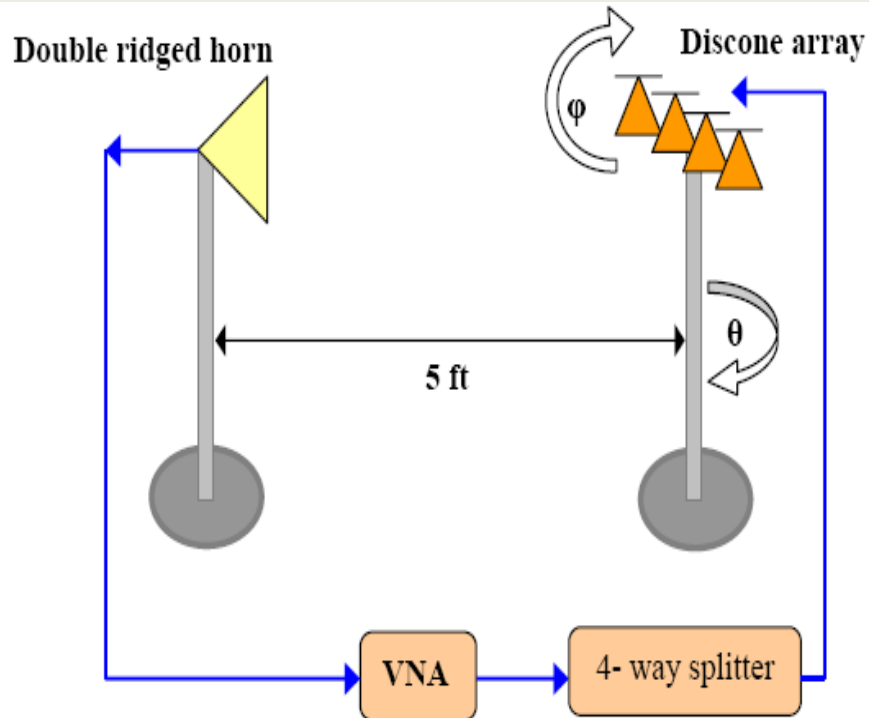 Double ridged horn
Discone array
φ
θ
5 ft
VNA
4- way splitter